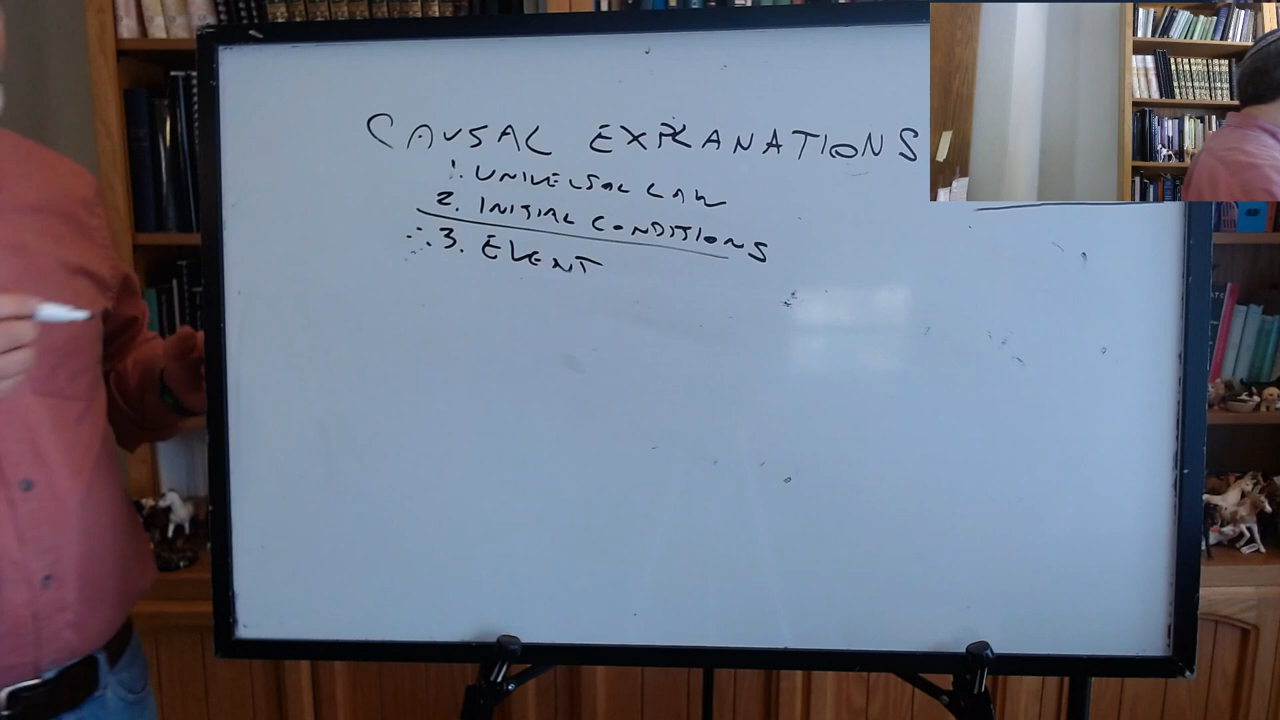 CAUSAL EXPLANATIONS
1. UNIVERSAL LAW
2. INITIAL CONDITIONS
∴ 3. EVENT